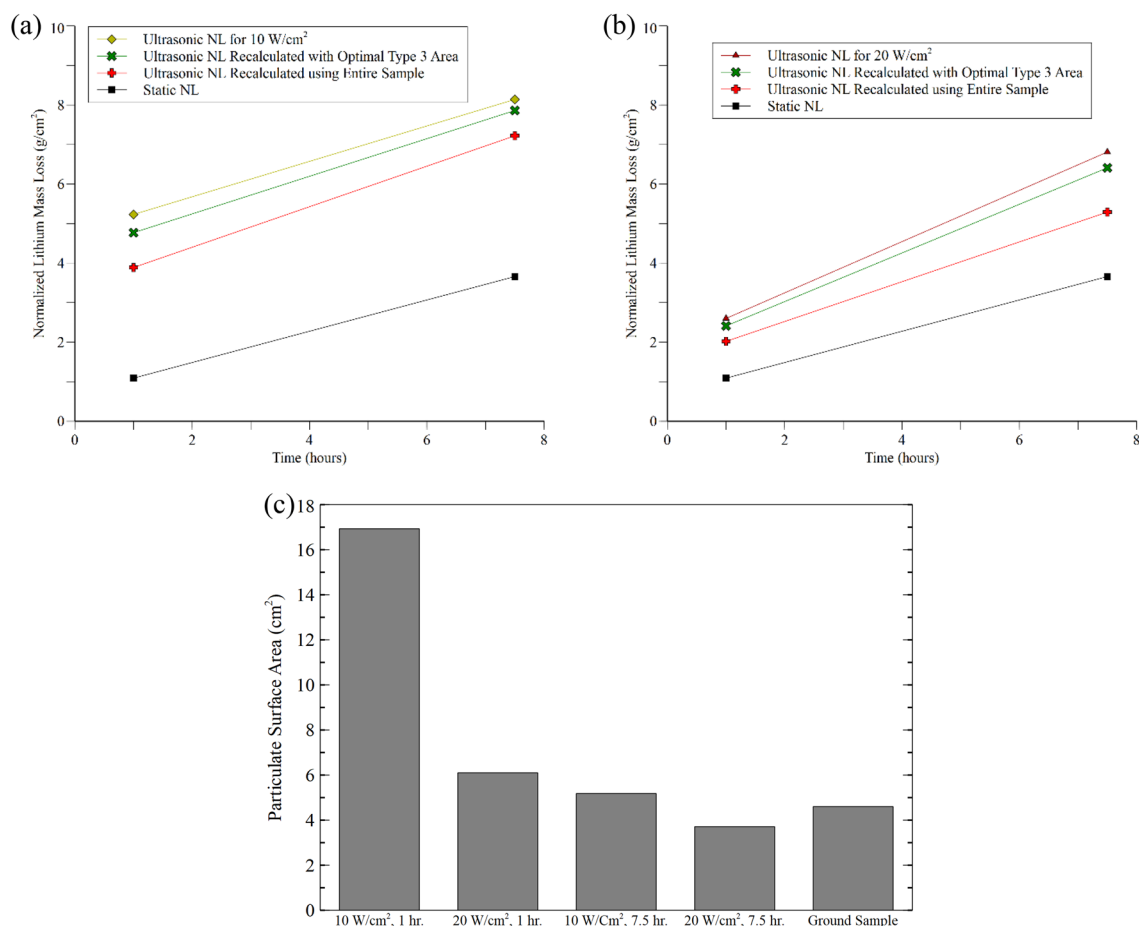 (a)
10
8
6
4
2
0
Normalized Lithium Mass Loss (g/cm²)
Ultrasonic NL for 10 W/cm²
Ultrasonic NL Recalculated with Optimal Type 3 Area
Ultrasonic NL Recalculated using Entire Sample
Static NL
0 2 4 6 8
Time (hours)
(b)
10
8
6
4
2
0
Normalized Lithium Mass Loss (g/cm²)
Ultrasonic NL for 20 W/cm²
Ultrasonic NL Recalculated with Optimal Type 3 Area
Ultrasonic NL Recalculated using Entire Sample
Static NL
0 2 4 6 8
Time (hours)
(c)
18
16
14
12
10
8
6
4
2
0
Particulate Surface Area (cm²)
10 W/cm², 1 hr. 20 W/cm², 1 hr. 10 W/Cm², 7.5 hr. 20 W/cm², 7.5 hr. Ground Sample